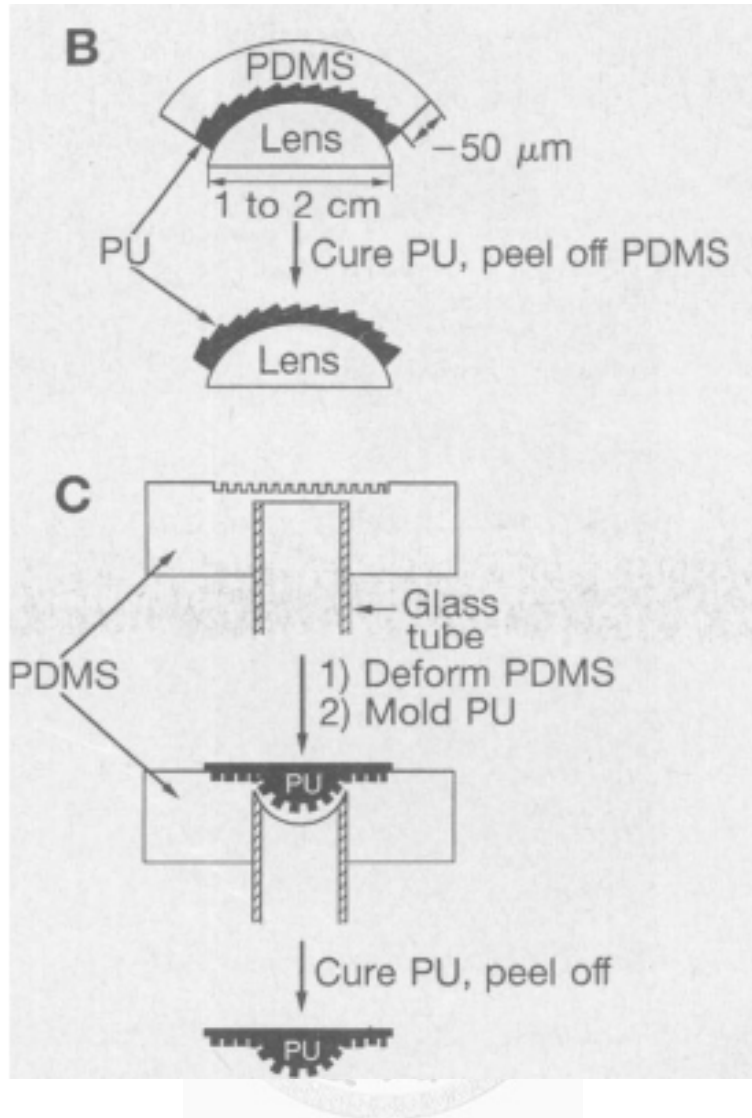 B
PDMS
Lens
~50 μm
1 to 2 cm
PU
Cure PU, peel off PDMS
Lens
C
Glass
tube
PDMS
1) Deform PDMS
2) Mold PU
PU
Cure PU, peel off
PU